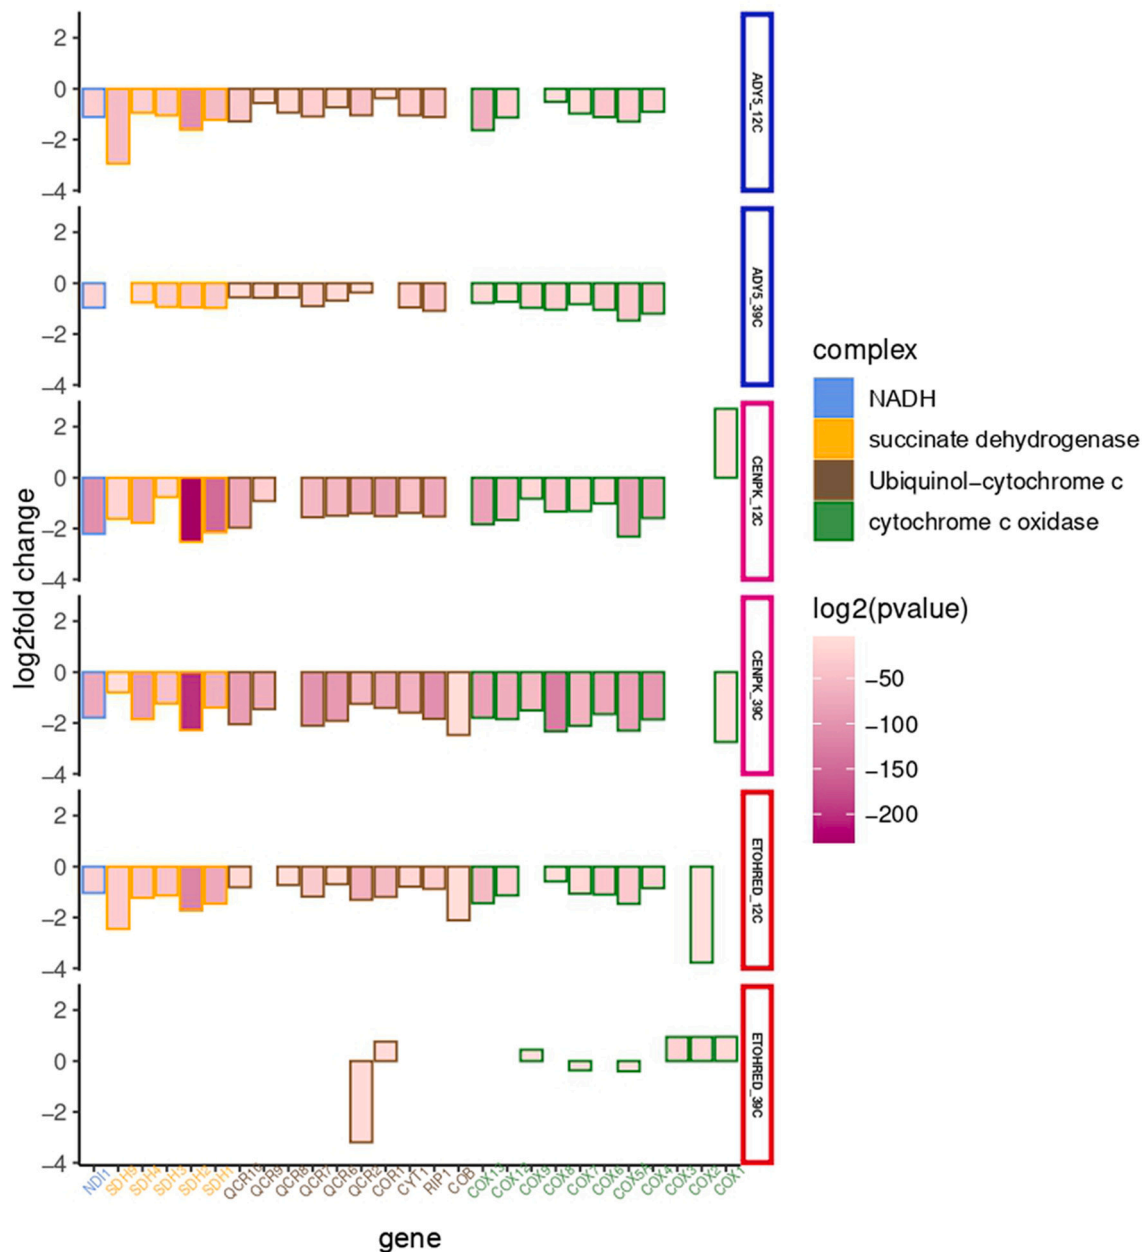 2
0
−2
−4
ADY5_12C
2
0
−2
−4
ADY5_39C
2
0
−2
−4
CENPK_12C
2
0
−2
−4
CENPK_39C
2
0
−2
−4
ETOHRED_12C
2
0
−2
−4
ETOHRED_39C
log2fold change
NDI1
SDH9
SDH4
SDH3
SDH2
SDH1
QCR10
QCR9
QCR8
QCR7
QCR6
QCR2
COR1
CYT1
RIP1
COB
COX13
COX12
COX9
COX8
COX7
COX6
COX5A
COX4
COX3
COX2
COX1
gene
complex
NADH
succinate dehydrogenase
Ubiquinol−cytochrome c
cytochrome c oxidase
log2(pvalue)
−50
−100
−150
−200